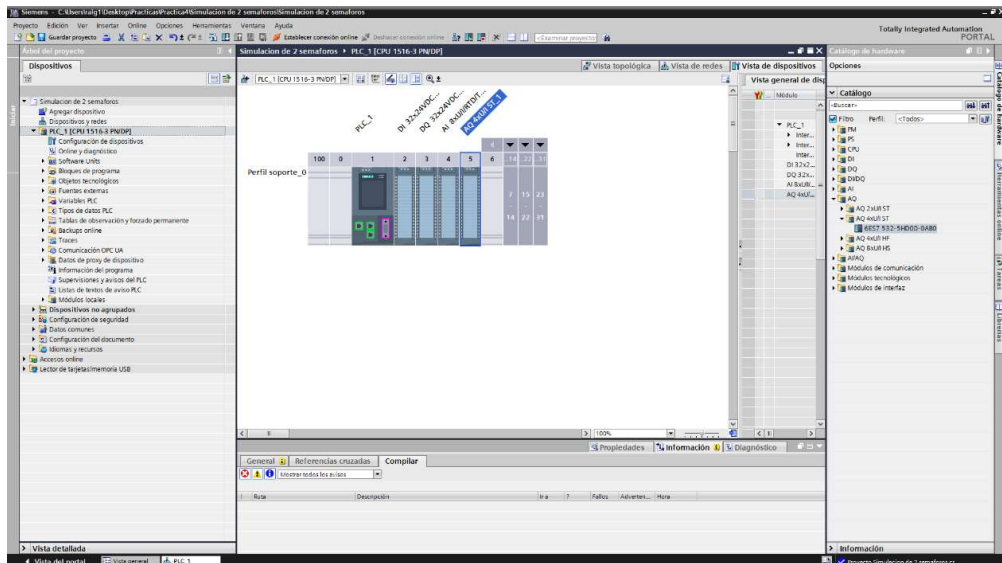 Siemens - C:\Users\ralg1\Desktop\Practicas\Practica4\Simulacion de 2 semaforos\Simulacion de 2 semaforos
Proyecto Edición Ver Insertar Online Opciones Herramientas Ventana Ayuda
Totally Integrated Automation
PORTAL
Guardar proyecto
Establecer conexión online
Deshacer conexión online
<Examinar proyecto>
Árbol del proyecto
Dispositivos
Simulacion de 2 semaforos
Agregar dispositivo
Dispositivos y redes
PLC_1 [CPU 1516-3 PN/DP]
Configuración de dispositivos
Online y diagnóstico
Software Units
Bloques de programa
Objetos tecnológicos
Fuentes externas
Variables PLC
Tipos de datos PLC
Tablas de observación y forzado permanente
Backups online
Traces
Comunicación OPC UA
Datos de proxy de dispositivo
Información del programa
Supervisiones y avisos del PLC
Listas de textos de aviso PLC
Módulos locales
Dispositivos no agrupados
Configuración de seguridad
Datos comunes
Configuración del documento
Idiomas y recursos
Accesos online
Lector de tarjetas/memoria USB
Vista detallada
Simulacion de 2 semaforos PLC_1 [CPU 1516-3 PN/DP]
Vista topológica Vista de redes Vista de dispositivos
PLC_1 [CPU 1516-3 PN/DP]
PLC_1
DI 32x24VDC...
DQ 32x24VDC...
AI 8xU/I/RTD/T...
AQ 4xU/I ST_1
100 0 1 2 3 4 5 6
Perfil soporte_0
7 15 23
14 22 31
100%
Vista general de disp
Módulo
PLC_1
Inter...
Inter...
Inter...
DI 32x2...
DQ 32x...
AI 8xU/I/...
AQ 4xU/...
Propiedades Información Diagnóstico
General Referencias cruzadas Compilar
Mostrar todos los avisos
! Ruta Descripción Ir a ? Fallos Adverten... Hora
Catálogo de hardware
Opciones
Catálogo
<Buscar>
Filtro Perfil: <Todos>
PM
PS
CPU
DI
DQ
DI/DQ
AI
AQ
AQ 2xU/I ST
AQ 4xU/I ST
6ES7 532-5HD00-0AB0
AQ 4xU/I HF
AQ 8xU/I HS
AI/AQ
Módulos de comunicación
Módulos tecnológicos
Módulos de interfaz
Información
Catálogo de hardware
Herramientas online
Tareas
Librerías
Iniciar
Vista del portal Vista general PLC_1